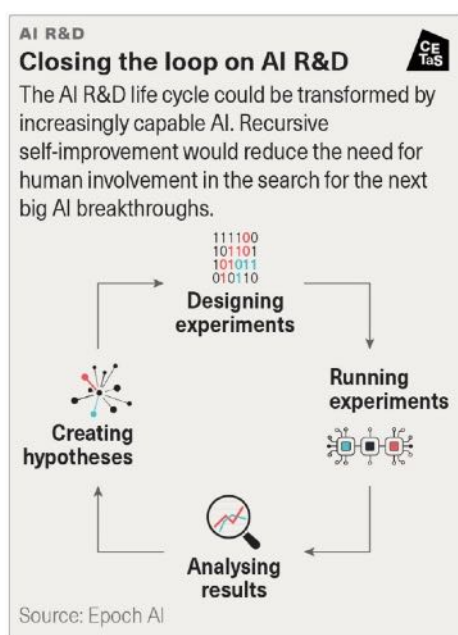 AI R&D
CETaS
Closing the loop on AI R&D
The AI R&D life cycle could be transformed by
increasingly capable AI. Recursive
self-improvement would reduce the need for
human involvement in the search for the next
big AI breakthroughs.
111100
101101
101011
010110
Designing
experiments
Running
experiments
Creating
hypotheses
Analysing
results
Source: Epoch AI